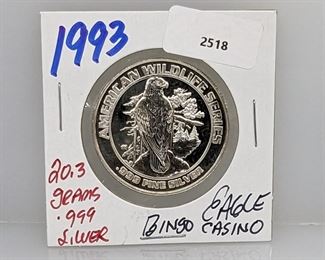 1993
2518
AMERICAN WILDLIFE SERIES
.999 FINE SILVER
20.3
grams
.999
SILVER
BINGO EAGLE
CASINO